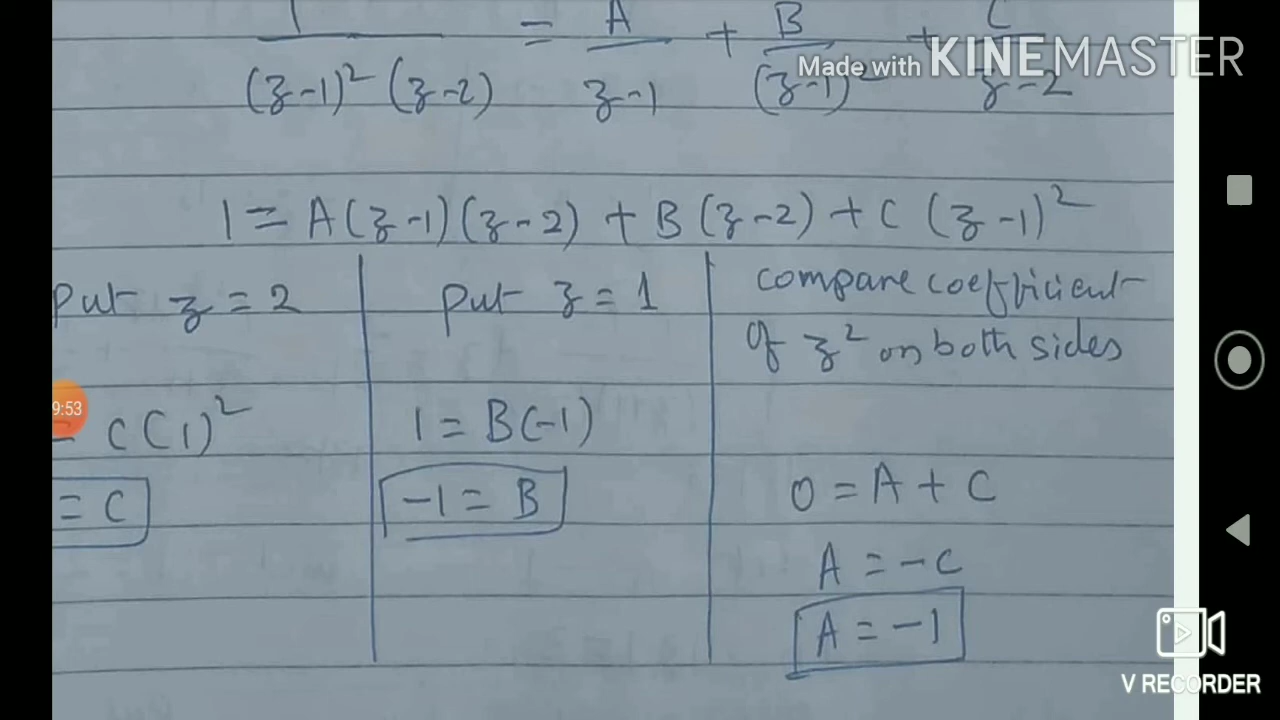 1 = A + B + C
(z-1)² (z-2) z-1 (z-1)² z-2
Made with KINEMASTER
1 = A(z-1)(z-2) + B(z-2) + C(z-1)²
put z = 2
= C(1)²
= C
put z = 1
1 = B(-1)
-1 = B
compare coefficient
of z² on both sides
0 = A + C
A = -C
A = -1
9:53
V RECORDER